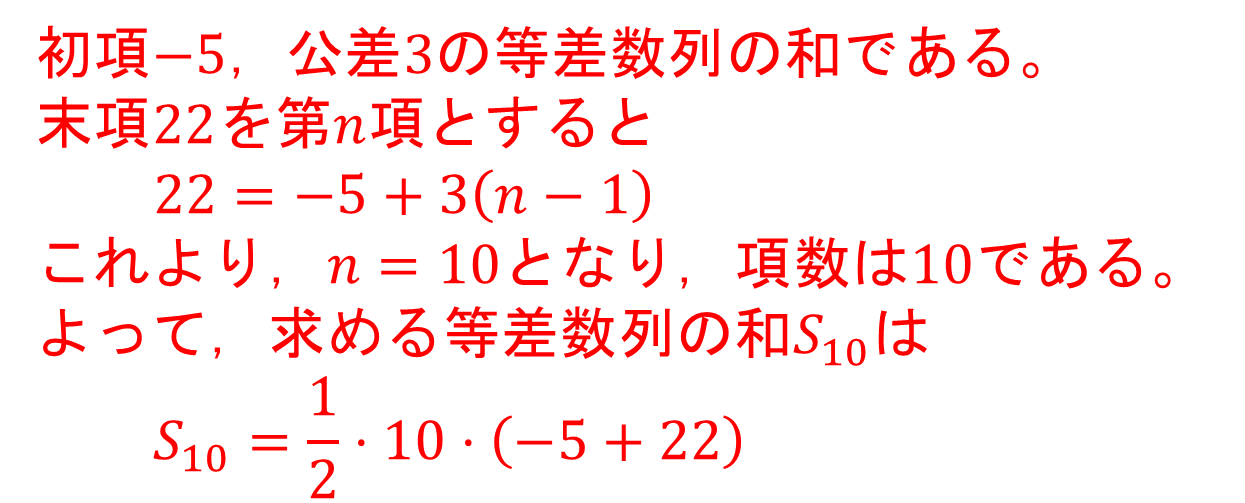 初項−5，公差3の等差数列の和である。
末項22を第n項とすると
22 = −5 + 3(n − 1)
これより，n = 10となり，項数は10である。
よって，求める等差数列の和S₁₀は
S₁₀ = 1/2 · 10 · (−5 + 22)